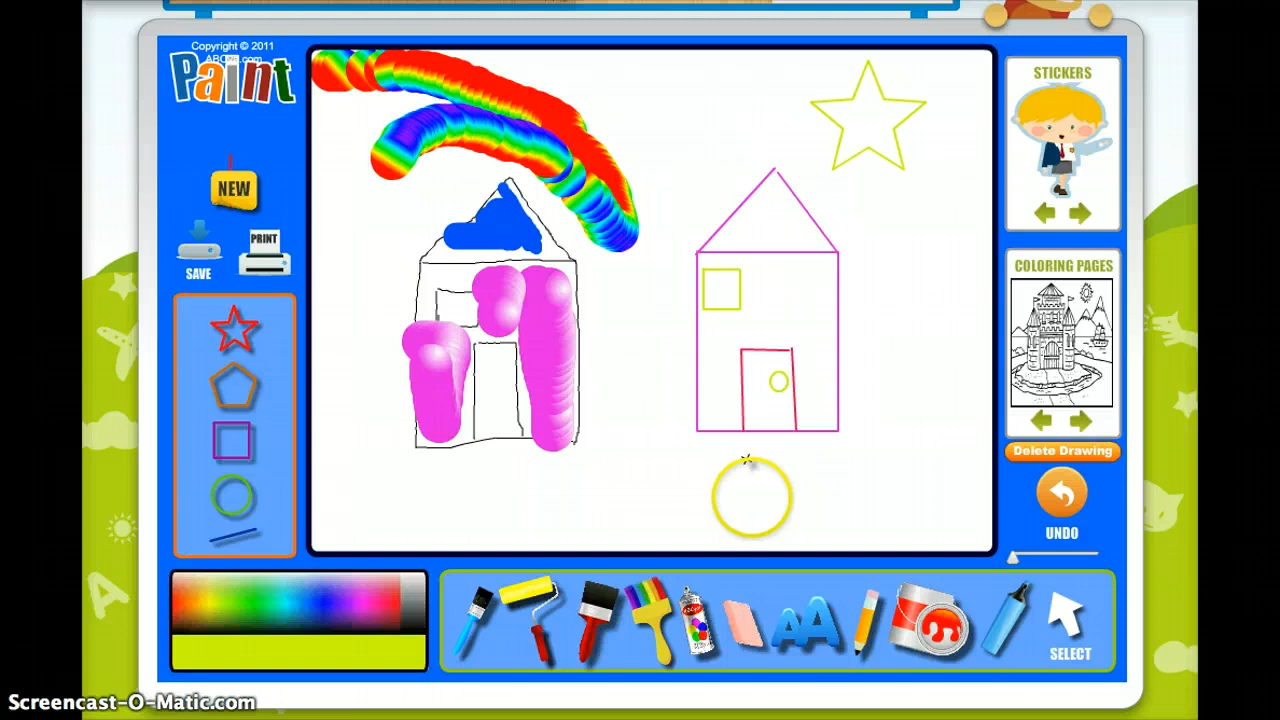 Copyright © 2011
Paint
NEW
SAVE
PRINT
STICKERS
COLORING PAGES
Delete Drawing
UNDO
AA
SELECT
A
Screencast-O-Matic.com